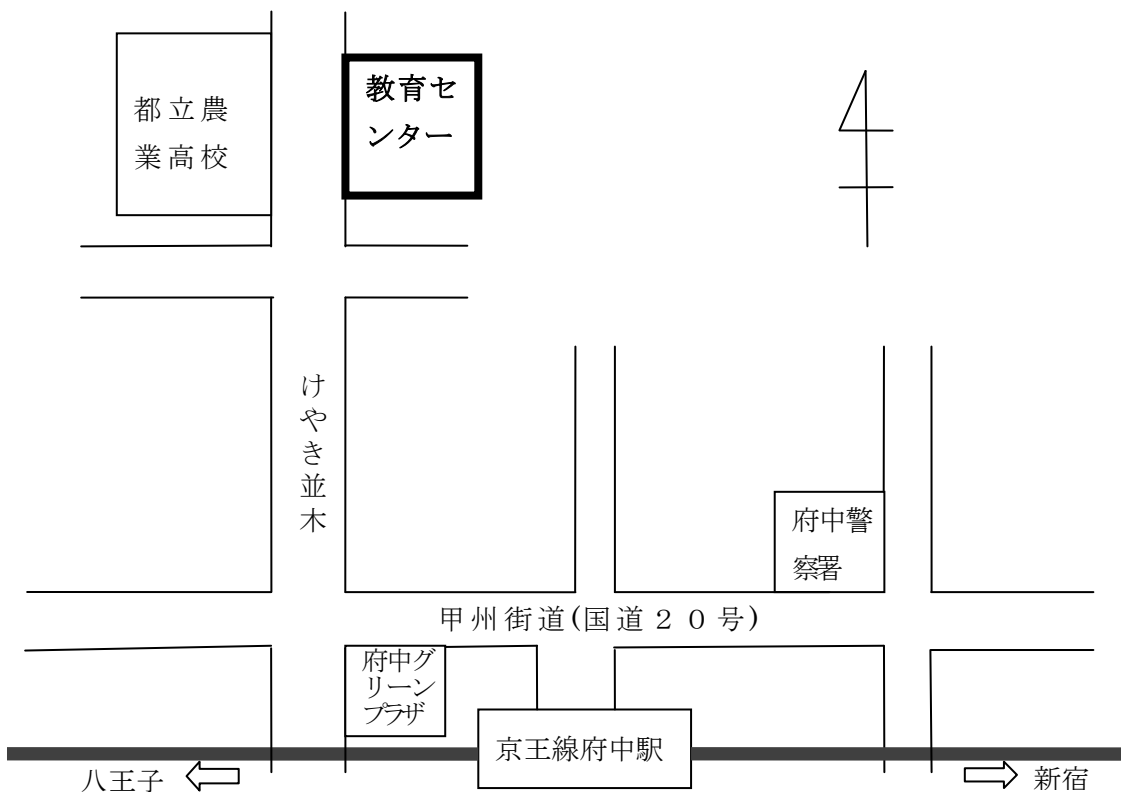 都立農
業高校
教育セ
ンター
けやき並木
府中警
察署
甲州街道(国道２０号)
府中グ
リーン
プラザ
京王線府中駅
八王子
新宿